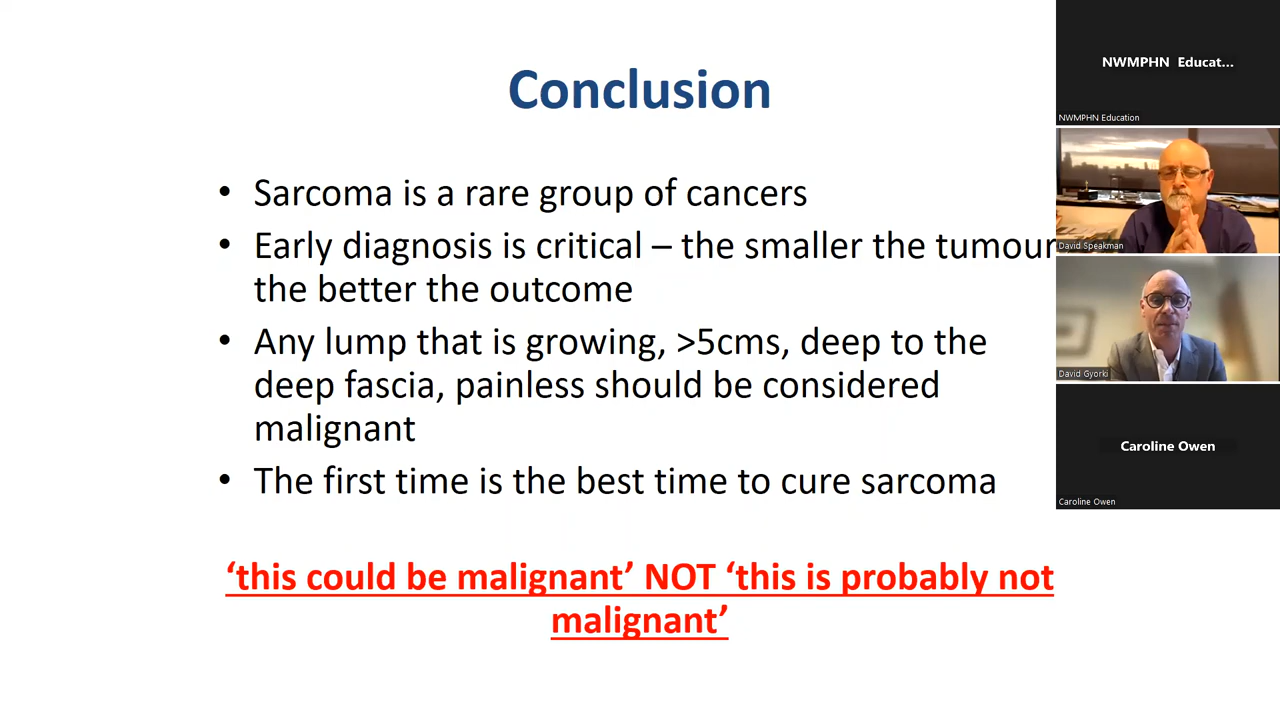 Conclusion
• Sarcoma is a rare group of cancers
• Early diagnosis is critical – the smaller the tumour
the better the outcome
• Any lump that is growing, >5cms, deep to the
deep fascia, painless should be considered
malignant
• The first time is the best time to cure sarcoma
‘this could be malignant’ NOT ‘this is probably not
malignant’
NWMPHN Educat...
NWMPHN Education
David Speakman
David Gyorki
Caroline Owen
Caroline Owen